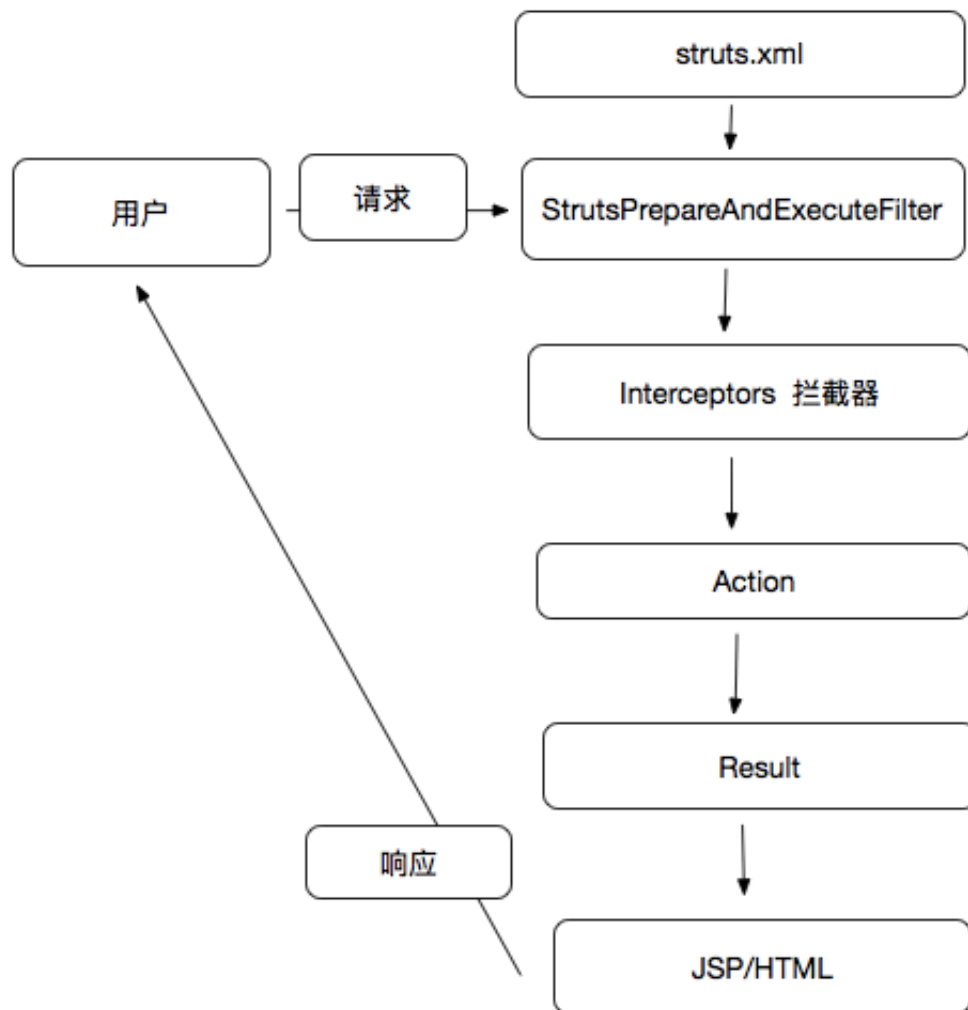 struts.xml
用户
请求
StrutsPrepareAndExecuteFilter
Interceptors 拦截器
Action
Result
响应
JSP/HTML